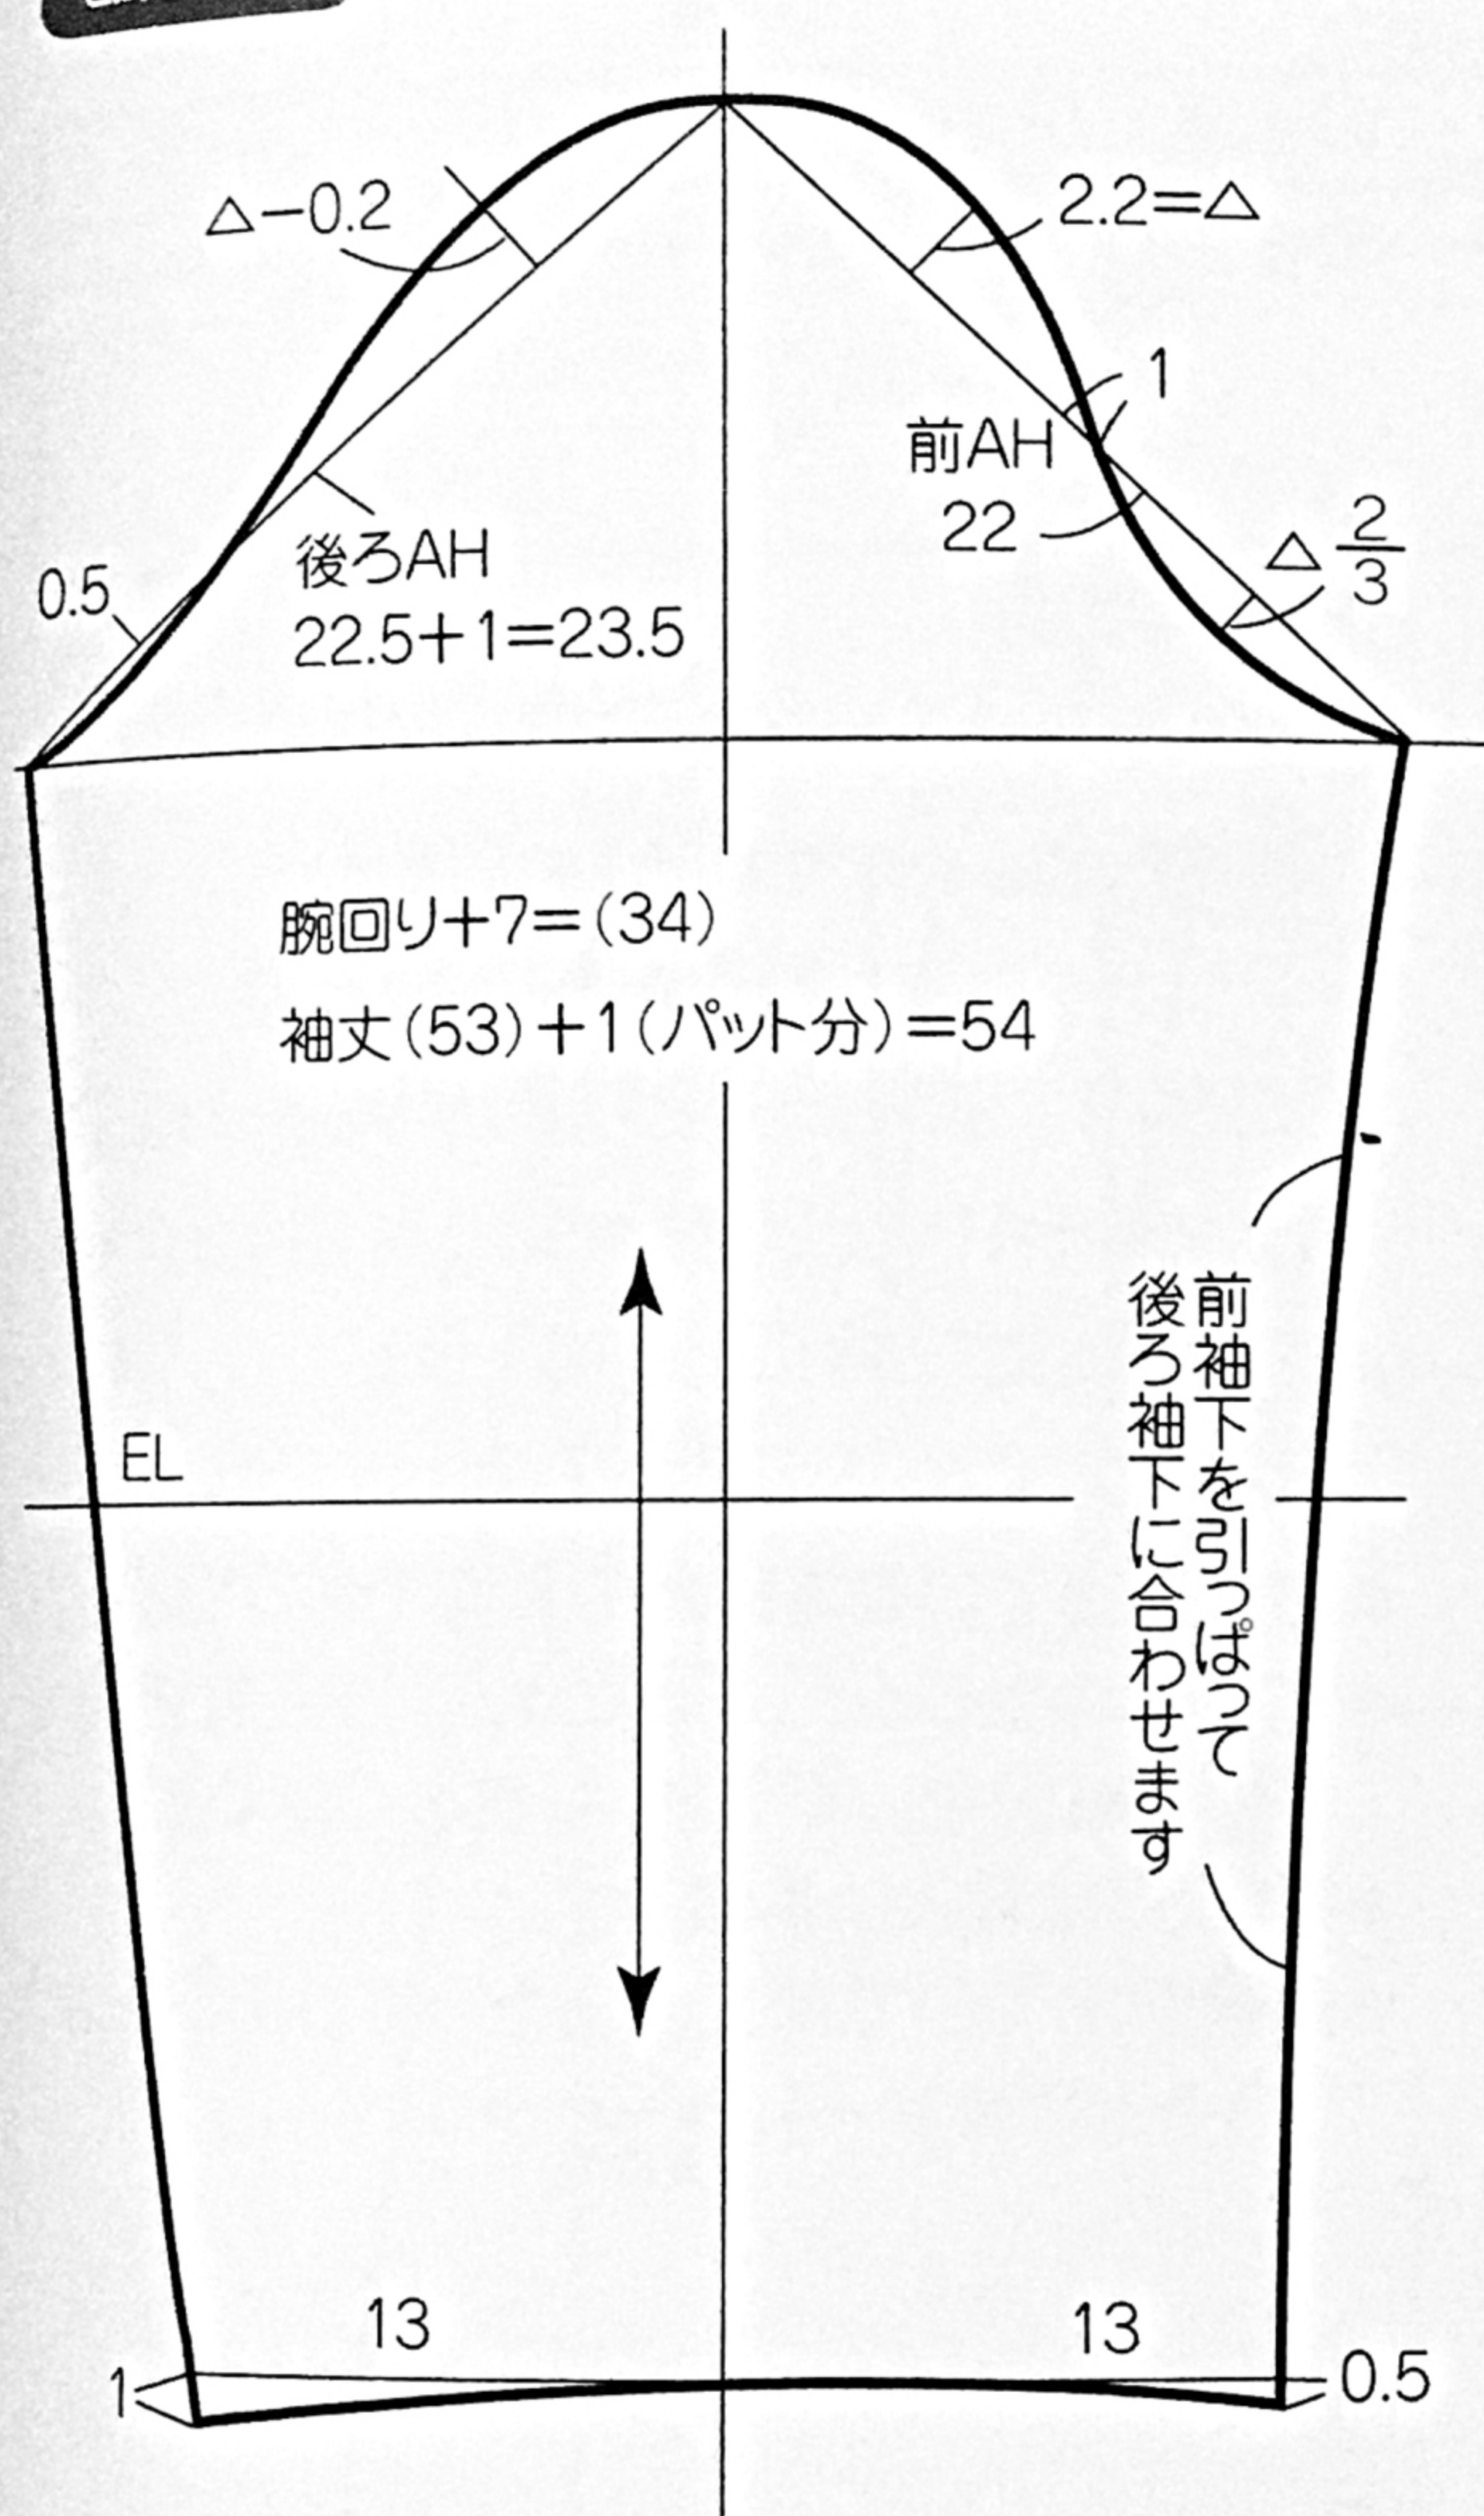 △−0.2
2.2=△
1
前AH
22
△2/3
0.5
後ろAH
22.5+1=23.5
腕回り+7=(34)
袖丈(53)+1(パット分)=54
前袖下を引っぱって
後ろ袖下に合わせます
EL
13
13
1
0.5